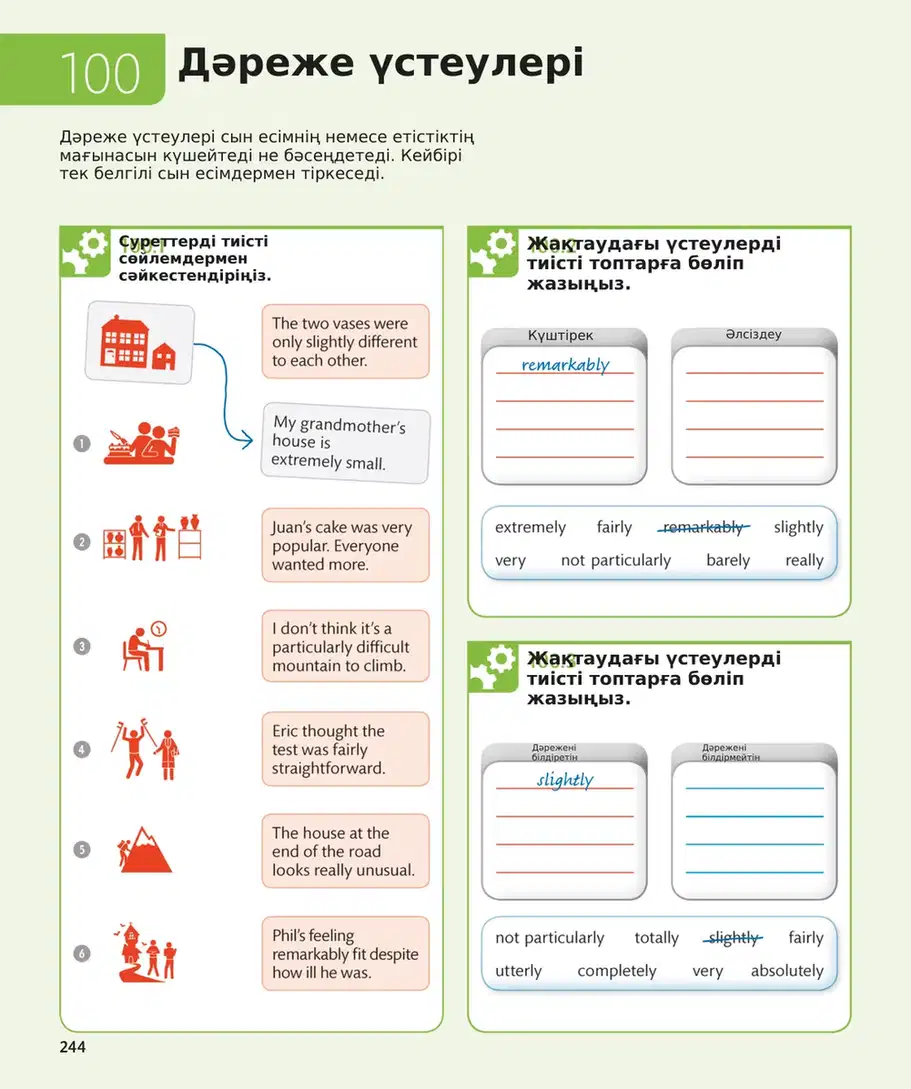 100
Дәреже үстеулері
Дәреже үстеулері сын есімнің немесе етістіктің
мағынасын күшейтеді не бәсеңдетеді. Кейбірі
тек белгілі сын есімдермен тіркеседі.
100.1
Суреттерді тиісті
сөйлемдермен
сәйкестендіріңіз.
The two vases were
only slightly different
to each other.
My grandmother's
house is
extremely small.
1
Juan's cake was very
popular. Everyone
wanted more.
2
I don't think it's a
particularly difficult
mountain to climb.
3
Eric thought the
test was fairly
straightforward.
4
The house at the
end of the road
looks really unusual.
5
Phil's feeling
remarkably fit despite
how ill he was.
6
Жақтаудағы үстеулерді
тиісті топтарға бөліп
жазыңыз.
Күштірек
Әлсіздеу
remarkably
extremely fairly remarkably slightly
very not particularly barely really
Жақтаудағы үстеулерді
тиісті топтарға бөліп
жазыңыз.
Дәрежені
білдіретін
Дәрежені
білдірмейтін
slightly
not particularly totally slightly fairly
utterly completely very absolutely
244